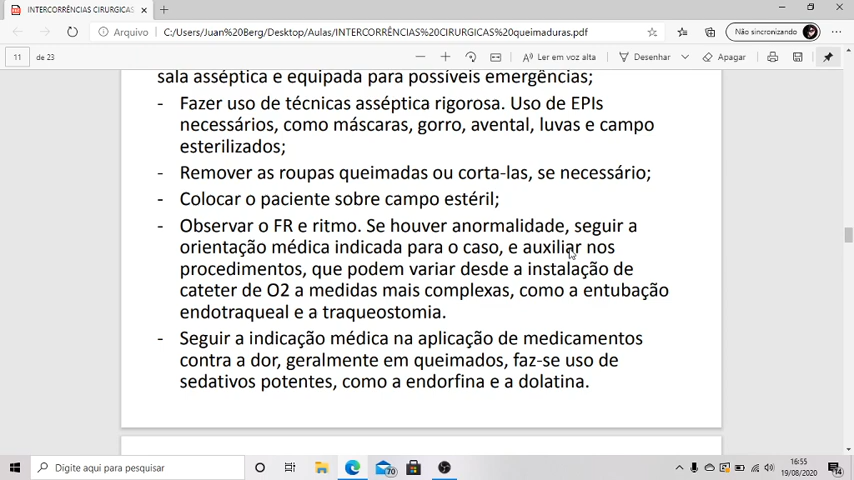 INTERCORRÊNCIAS CIRURGICAS
Arquivo
C:/Users/Juan%20Berg/Desktop/Aulas/INTERCORRÊNCIAS%20CIRURGICAS%20queimaduras.pdf
Não sincronizando
11 de 23
Ler em voz alta
Desenhar
Apagar
sala asséptica e equipada para possíveis emergências;
- Fazer uso de técnicas asséptica rigorosa. Uso de EPIs
necessários, como máscaras, gorro, avental, luvas e campo
esterilizados;
- Remover as roupas queimadas ou corta-las, se necessário;
- Colocar o paciente sobre campo estéril;
- Observar o FR e ritmo. Se houver anormalidade, seguir a
orientação médica indicada para o caso, e auxiliar nos
procedimentos, que podem variar desde a instalação de
cateter de O2 a medidas mais complexas, como a entubação
endotraqueal e a traqueostomia.
- Seguir a indicação médica na aplicação de medicamentos
contra a dor, geralmente em queimados, faz-se uso de
sedativos potentes, como a endorfina e a dolatina.
Digite aqui para pesquisar
70
16:55
19/08/2020
14